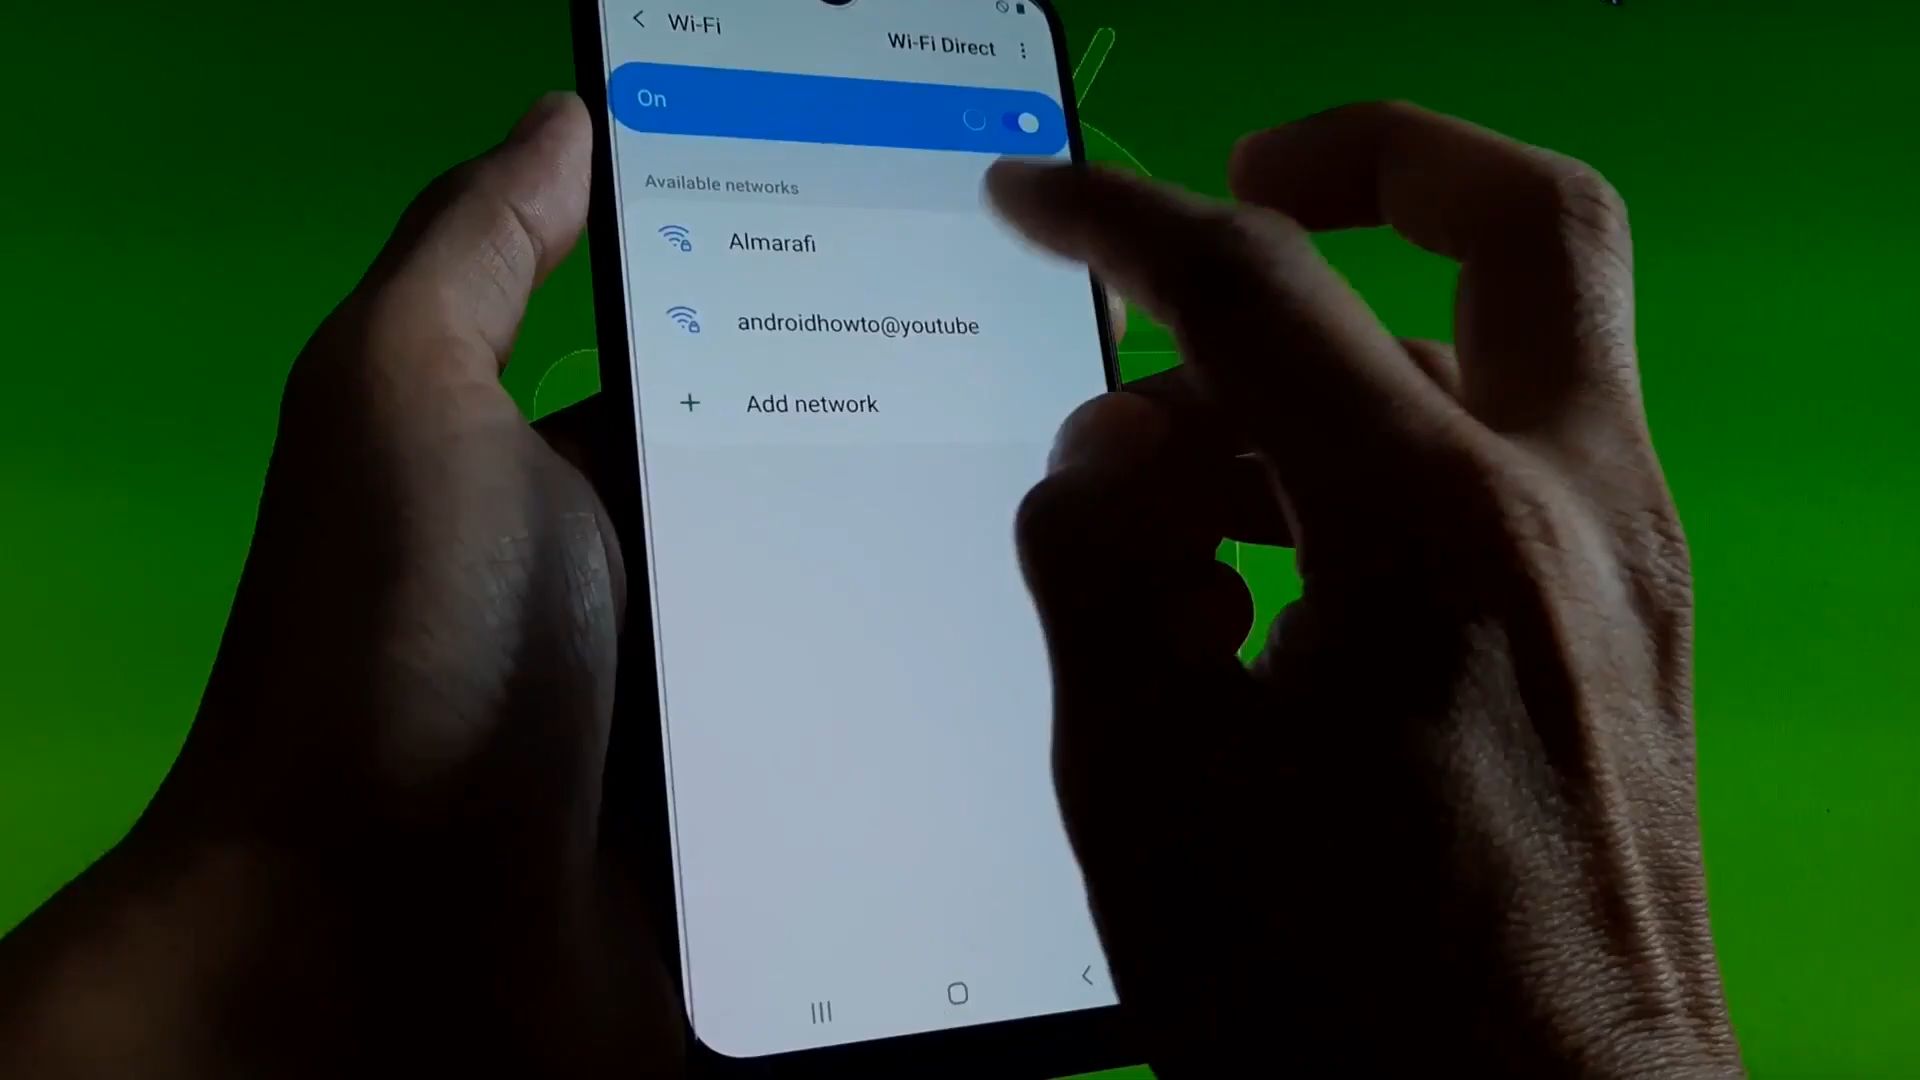 Wi-Fi
Wi-Fi Direct
On
Available networks
Almarafi
androidhowto@youtube
Add network